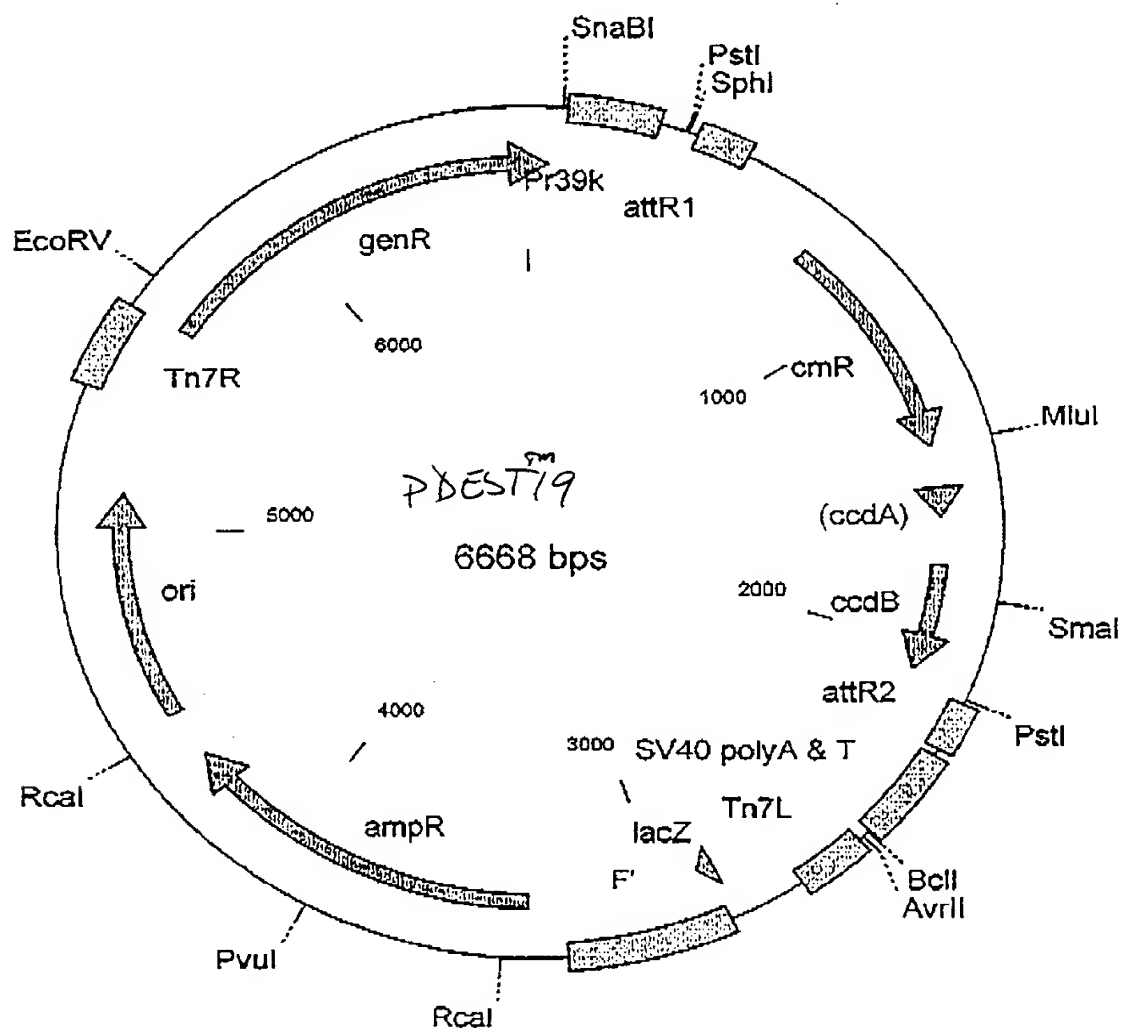 SnaBI
PstI
SphI
Pr39k
attR1
genR
EcoRV
6000
Tn7R
cmR
1000
MluI
pDEST™19
(ccdA)
5000
6668 bps
ori
2000
ccdB
SmaI
attR2
PstI
4000
3000
SV40 polyA & T
RcaI
Tn7L
ampR
lacZ
F'
BclI
AvrII
PvuI
RcaI